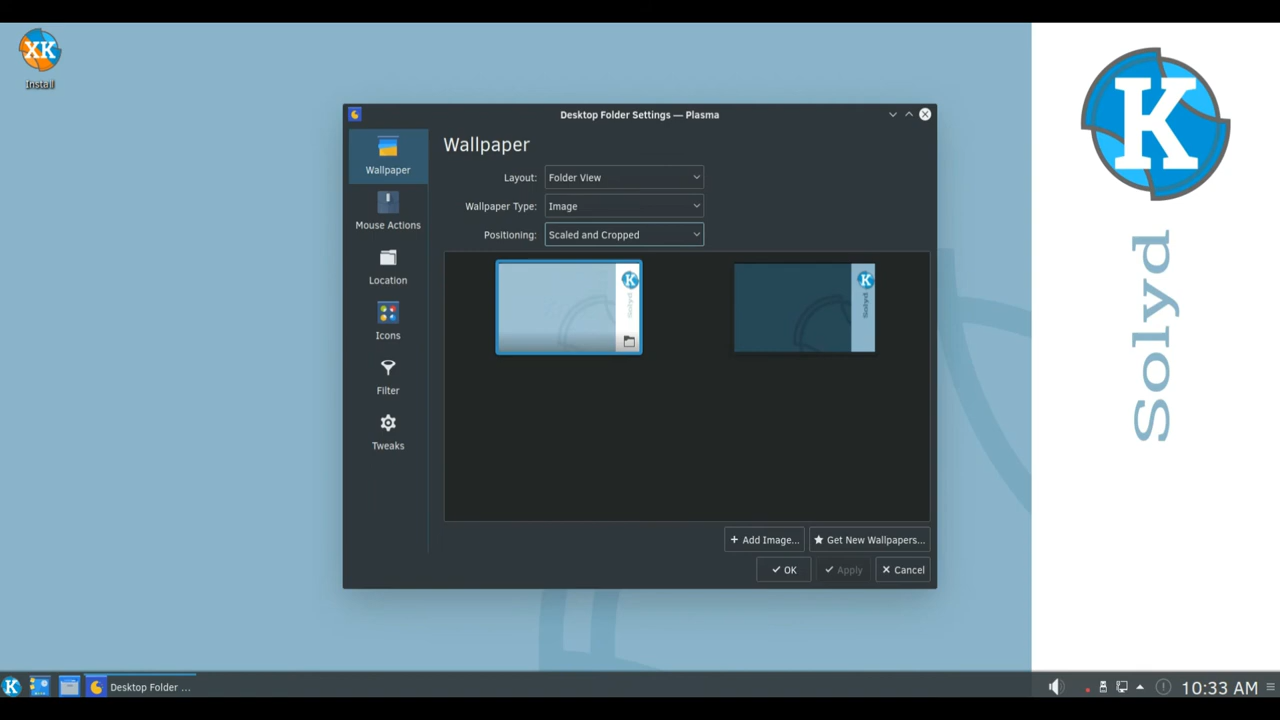 XK
Install
Desktop Folder Settings — Plasma
Wallpaper
Mouse Actions
Location
Icons
Filter
Tweaks
Wallpaper
Layout: Folder View
Wallpaper Type: Image
Positioning: Scaled and Cropped
K
Solyd
K
Solyd
Add Image...
Get New Wallpapers...
OK
Apply
Cancel
K
Solyd
K
Desktop Folder ...
10:33 AM